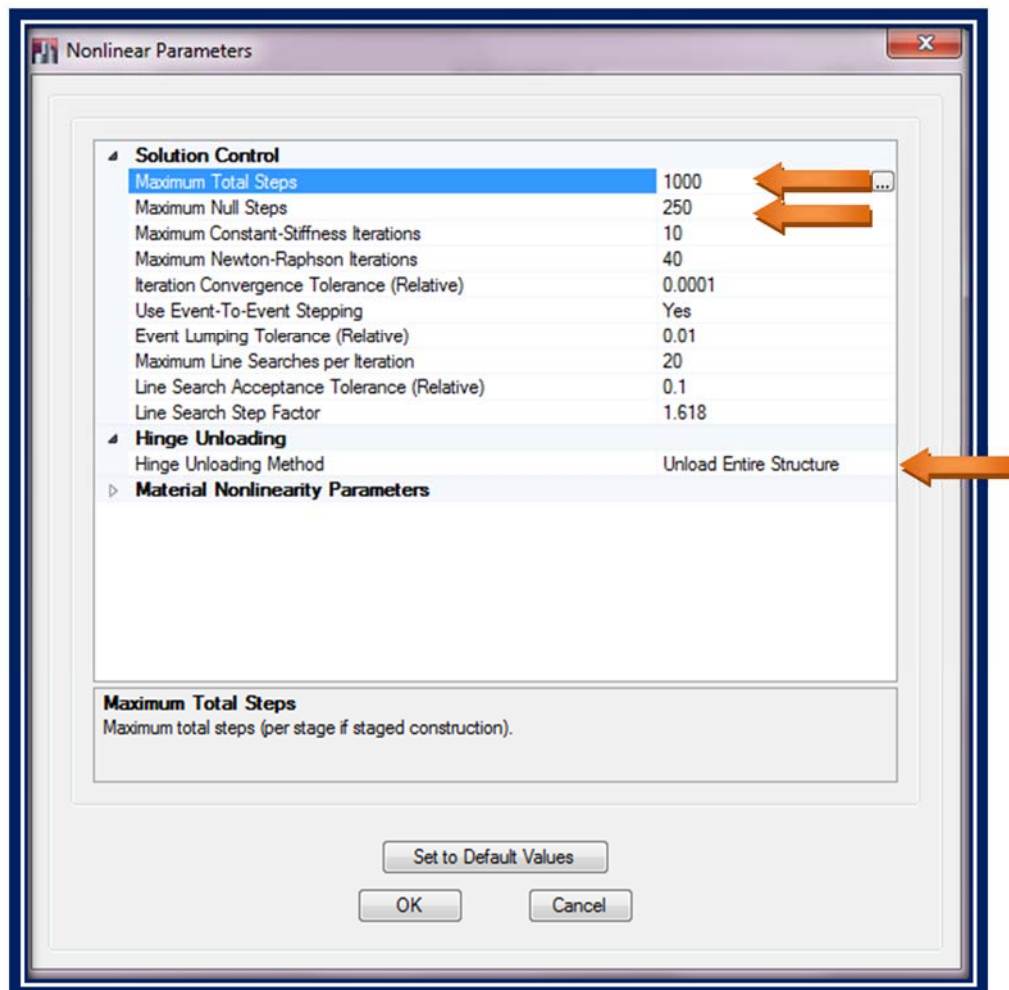 Nonlinear Parameters
Solution Control
Maximum Total Steps 1000 ...
Maximum Null Steps 250
Maximum Constant-Stiffness Iterations 10
Maximum Newton-Raphson Iterations 40
Iteration Convergence Tolerance (Relative) 0.0001
Use Event-To-Event Stepping Yes
Event Lumping Tolerance (Relative) 0.01
Maximum Line Searches per Iteration 20
Line Search Acceptance Tolerance (Relative) 0.1
Line Search Step Factor 1.618
Hinge Unloading
Hinge Unloading Method Unload Entire Structure
Material Nonlinearity Parameters
Maximum Total Steps
Maximum total steps (per stage if staged construction).
Set to Default Values
OK Cancel